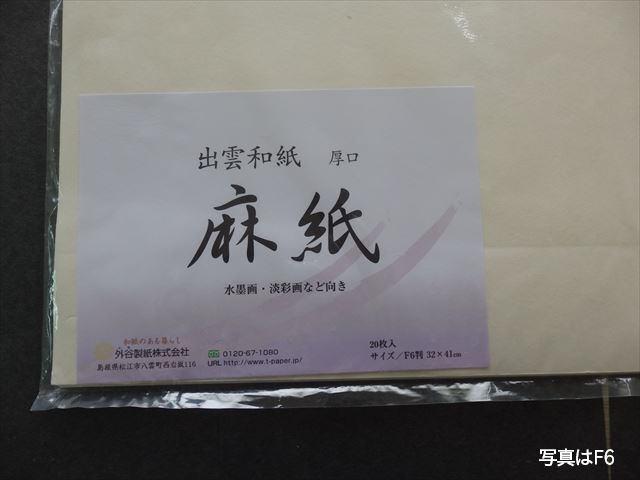 出雲和紙 厚口
麻紙
水墨画・淡彩画など向き
20枚入
サイズ/F6判 32×41cm
和紙のある暮らし
外谷製紙株式会社
島根県松江市八雲町西岩坂116
0120-67-1080
URL http://www.t-paper.jp/
写真はF6